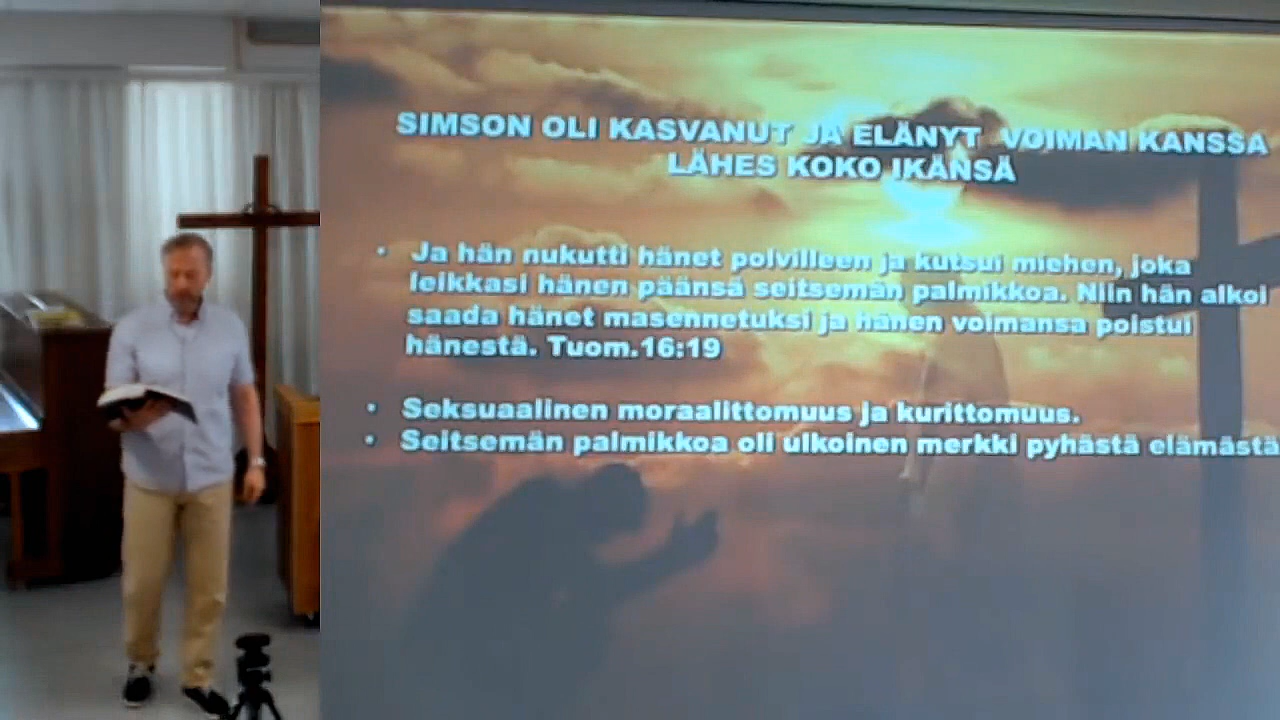 SIMSON OLI KASVANUT JA ELÄNYT VOIMAN KANSSA
LÄHES KOKO IKÄNSÄ
• Ja hän nukutti hänet polvilleen ja kutsui miehen, joka
leikkasi hänen päänsä seitsemän palmikkoa. Niin hän alkoi
saada hänet masennetuksi ja hänen voimansa poistui
hänestä. Tuom.16:19
• Seksuaalinen moraalittomuus ja kurittomuus.
• Seitsemän palmikkoa oli ulkoinen merkki pyhästä elämästä